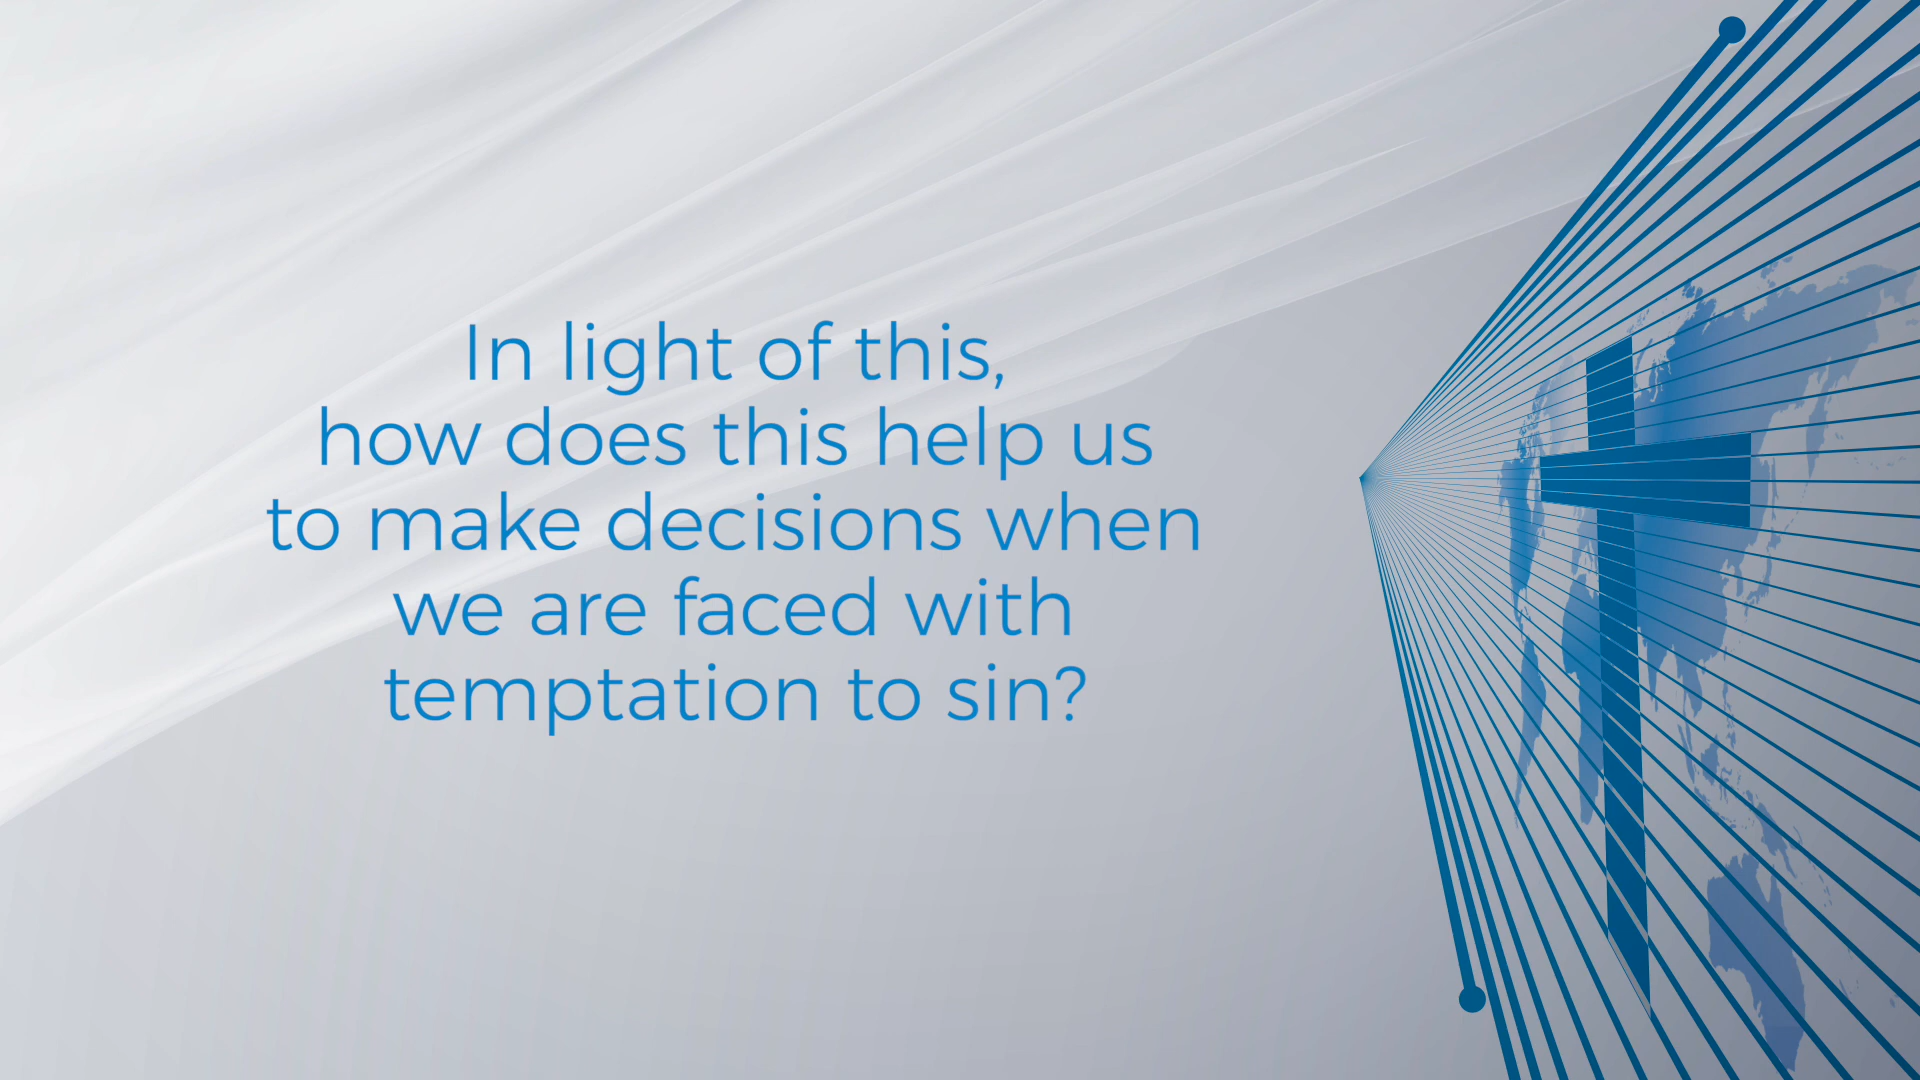 In light of this,
how does this help us
to make decisions when
we are faced with
temptation to sin?